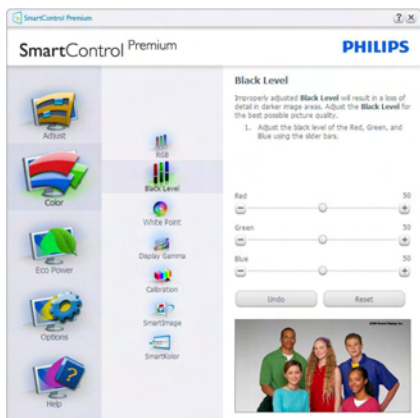 SmartControl Premium
SmartControl Premium
PHILIPS
Adjust
Color
Eco Power
Options
Help
RGB
Black Level
White Point
Display Gamma
Calibration
SmartImage
SmartKolor
Black Level
Improperly adjusted Black Level will result in a loss of
detail in darker image areas. Adjust the Black Level for
the best possible picture quality.
1. Adjust the black level of the Red, Green, and
Blue using the slider bars.
Red 50
Green 50
Blue 50
Undo Reset